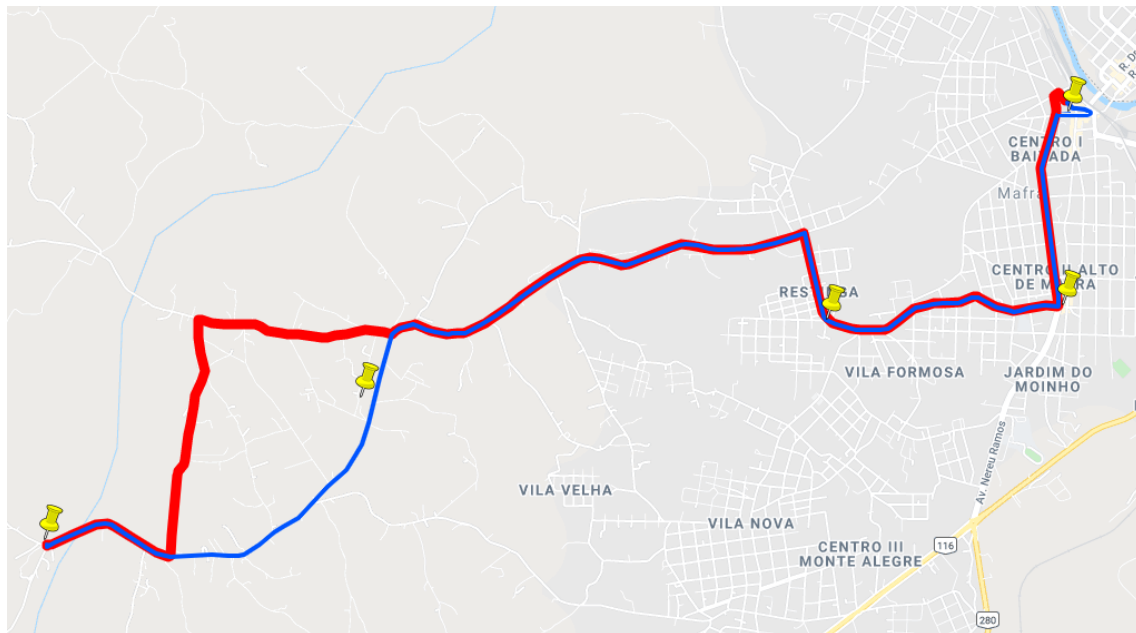 R. D
R
CENTRO I
BAIXADA
Mafra
CENTRO II ALTO
DE MAFRA
VILA FORMOSA
JARDIM DO
MOINHO
Av. Nereu Ramos
VILA VELHA
VILA NOVA
CENTRO III
MONTE ALEGRE
116
280